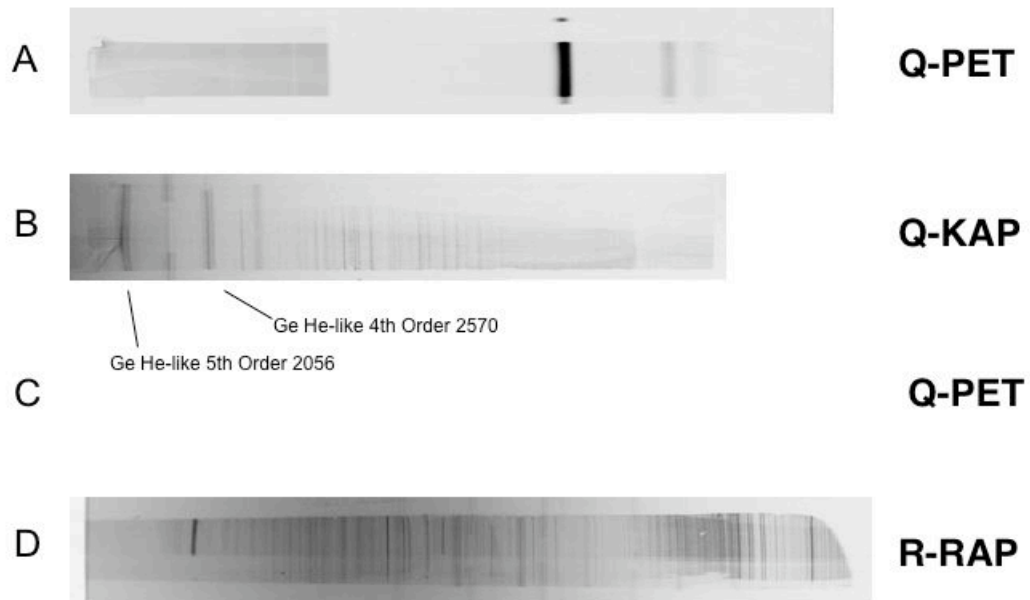 A
Q-PET
B
Q-KAP
Ge He-like 4th Order 2570
Ge He-like 5th Order 2056
C
Q-PET
D
R-RAP